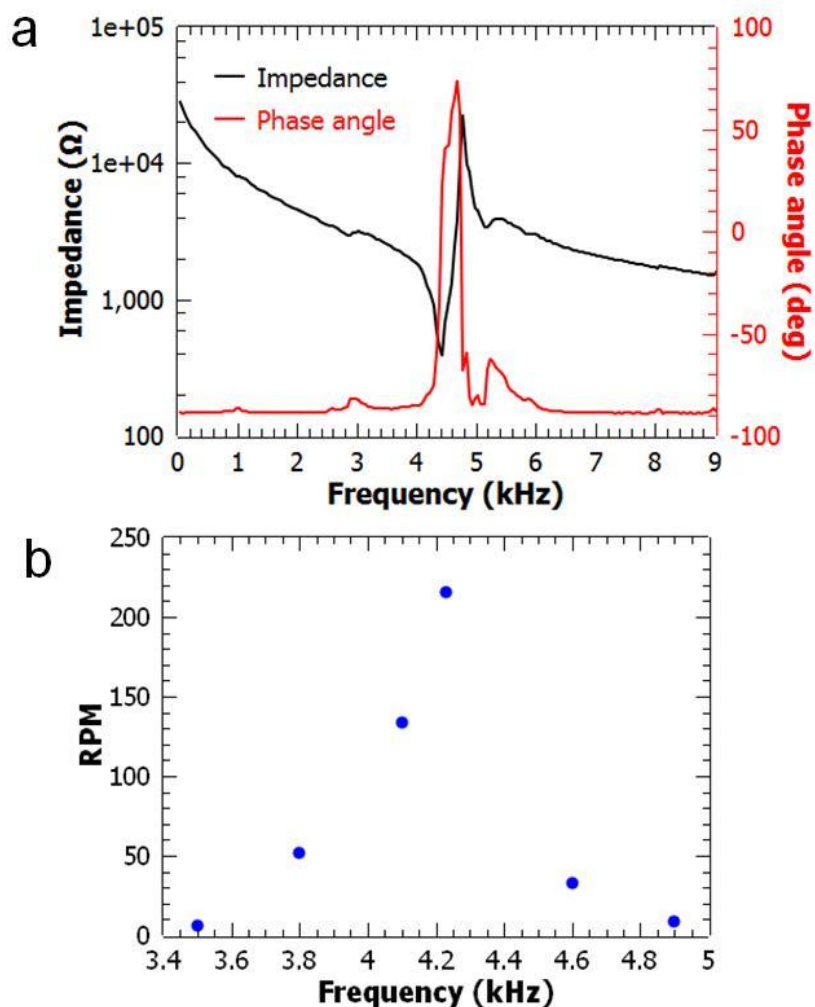 a
1e+05
1e+04
1,000
100
Impedance (Ω)
Impedance
Phase angle
100
50
0
-50
-100
Phase angle (deg)
0 1 2 3 4 5 6 7 8 9
Frequency (kHz)
b
250
200
150
100
50
0
RPM
3.4 3.6 3.8 4 4.2 4.4 4.6 4.8 5
Frequency (kHz)